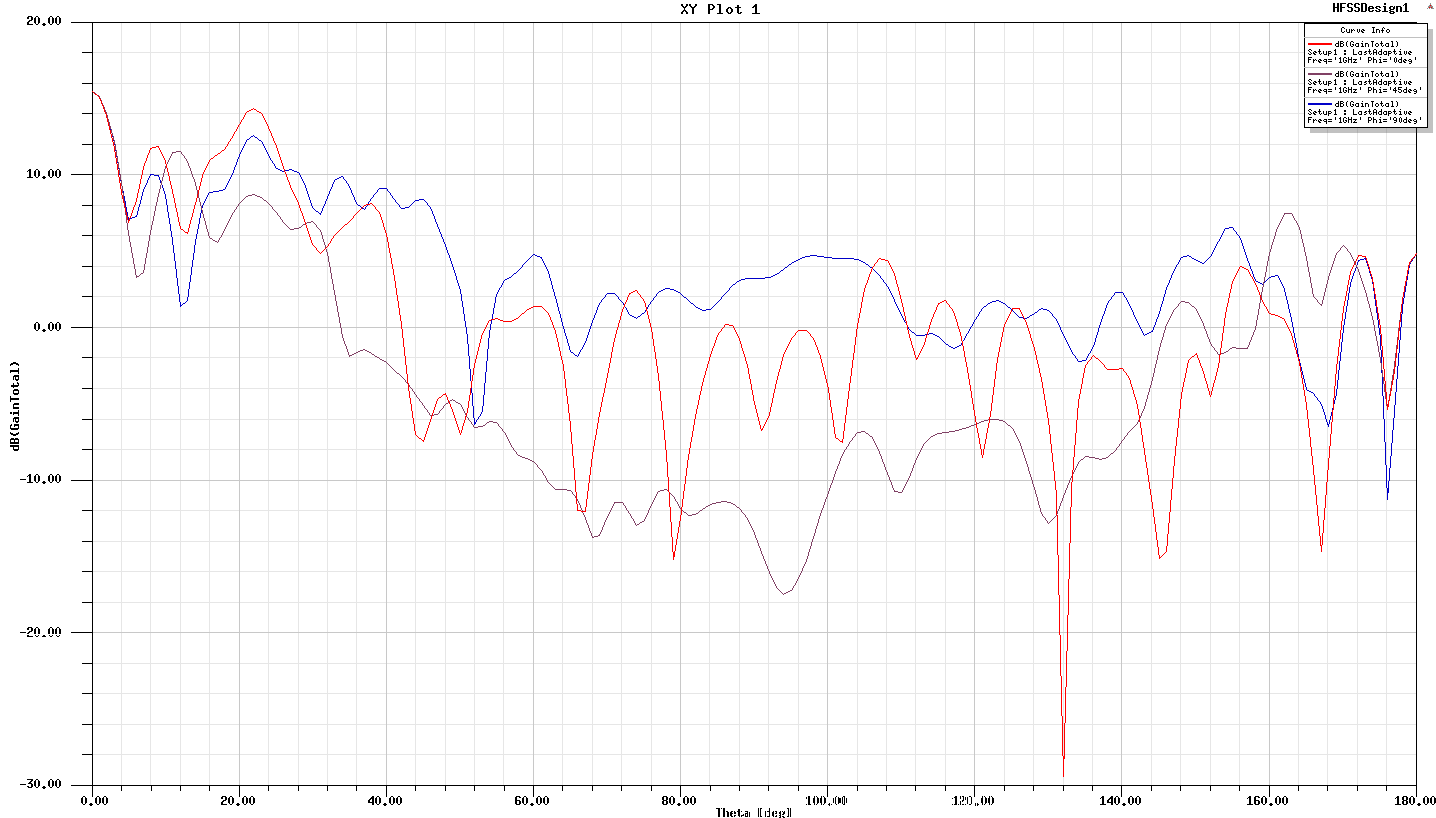 XY Plot 1
HFSSDesign1
Curve Info
dB(GainTotal)
Setup1 : LastAdaptive
Freq='1GHz' Phi='0deg'
dB(GainTotal)
Setup1 : LastAdaptive
Freq='1GHz' Phi='45deg'
dB(GainTotal)
Setup1 : LastAdaptive
Freq='1GHz' Phi='90deg'
20.00
10.00
0.00
-10.00
-20.00
-30.00
dB(GainTotal)
0.00 20.00 40.00 60.00 80.00 100.00 120.00 140.00 160.00 180.00
Theta [deg]